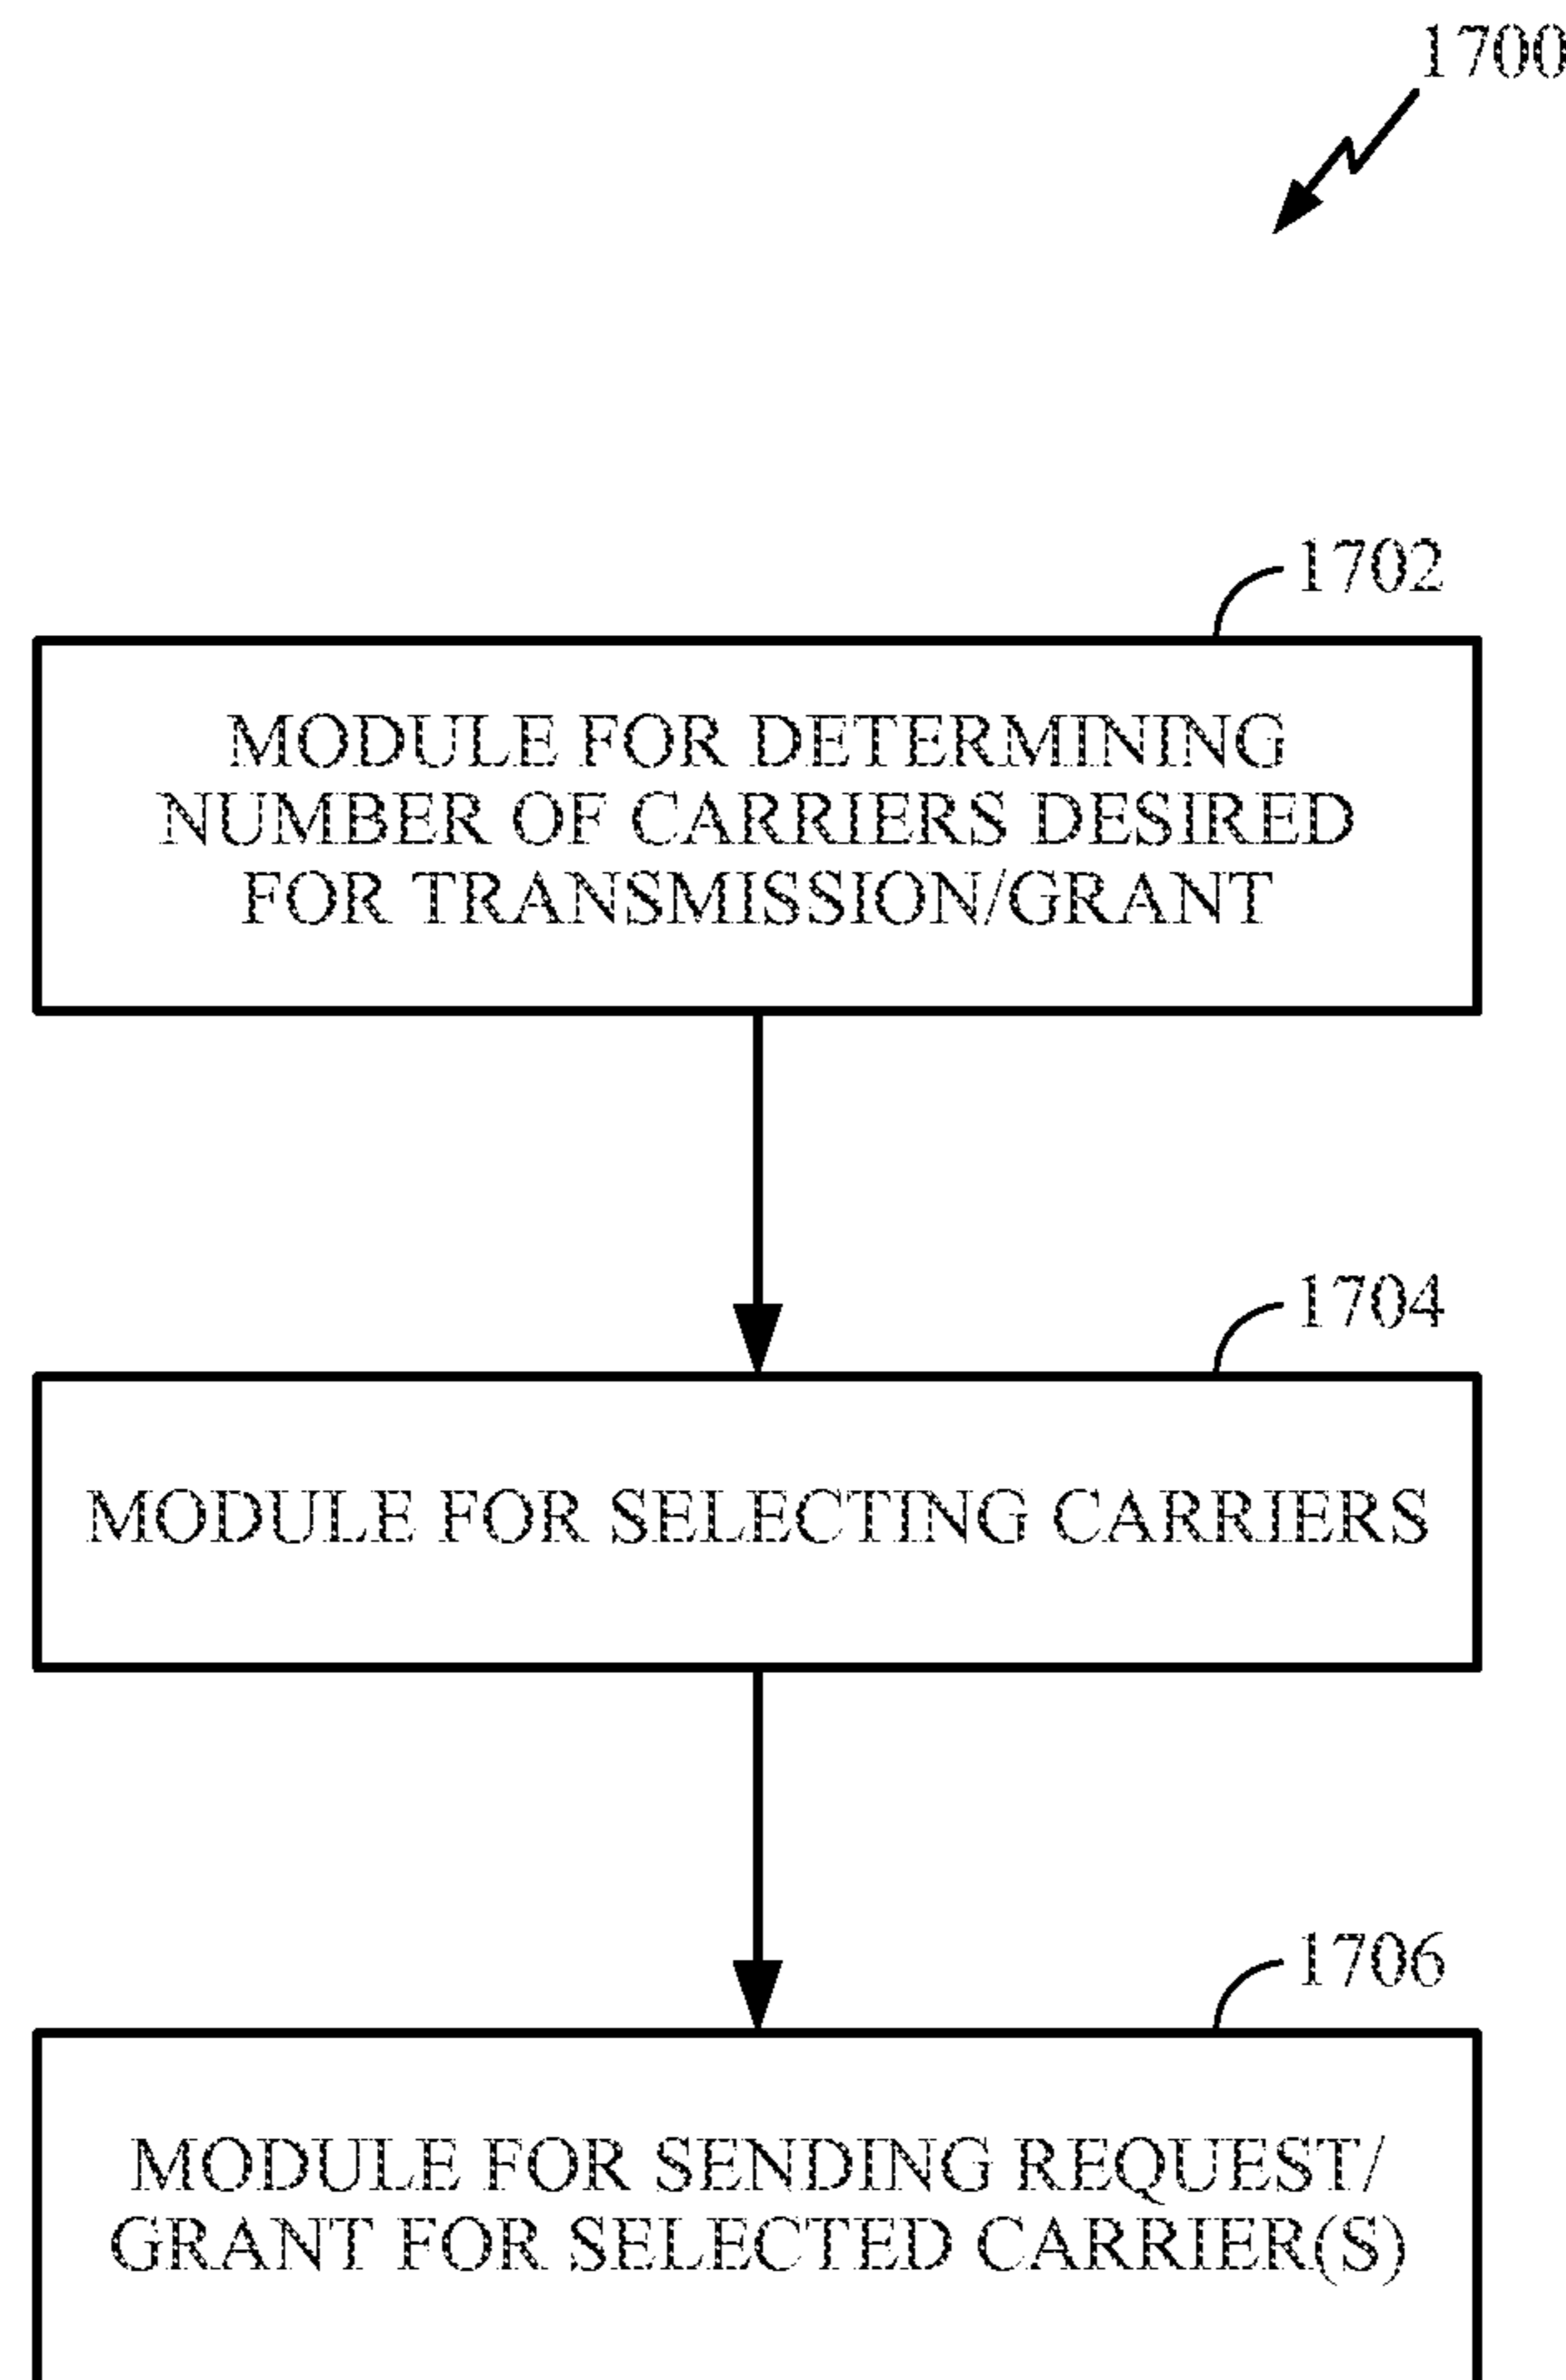 1700
1702
MODULE FOR DETERMINING
NUMBER OF CARRIERS DESIRED
FOR TRANSMISSION/GRANT
1704
MODULE FOR SELECTING CARRIERS
1706
MODULE FOR SENDING REQUEST/
GRANT FOR SELECTED CARRIER(S)